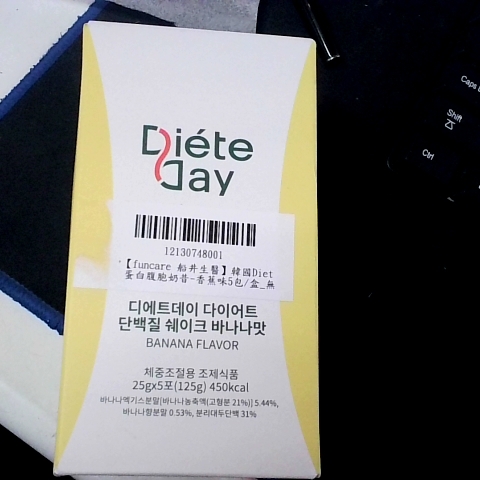 Diéte
Day
12130748001
【funcare 船井生醫】韓國Diet
蛋白腹胞奶昔-香蕉味5包/盒_無
디에트데이 다이어트
단백질 쉐이크 바나나맛
BANANA FLAVOR
체중조절용 조제식품
25gx5포(125g) 450kcal
바나나엑기스분말[바나나농축액(고형분 21%)] 5.44%,
바나나향분말 0.53%, 분리대두단백 31%
Caps
Shift
Ctrl